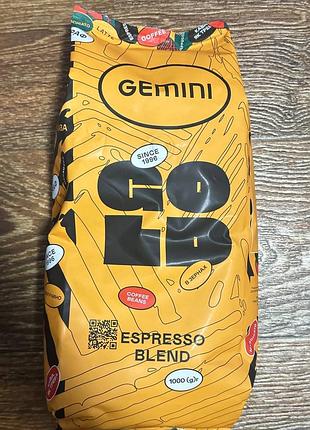 LATTE
COFFEE
GEMINI
SINCE
1996
GO
LD
В ЗЕРНАХ
COFFEE
BEANS
ESPRESSO
BLEND
1000 (g)г